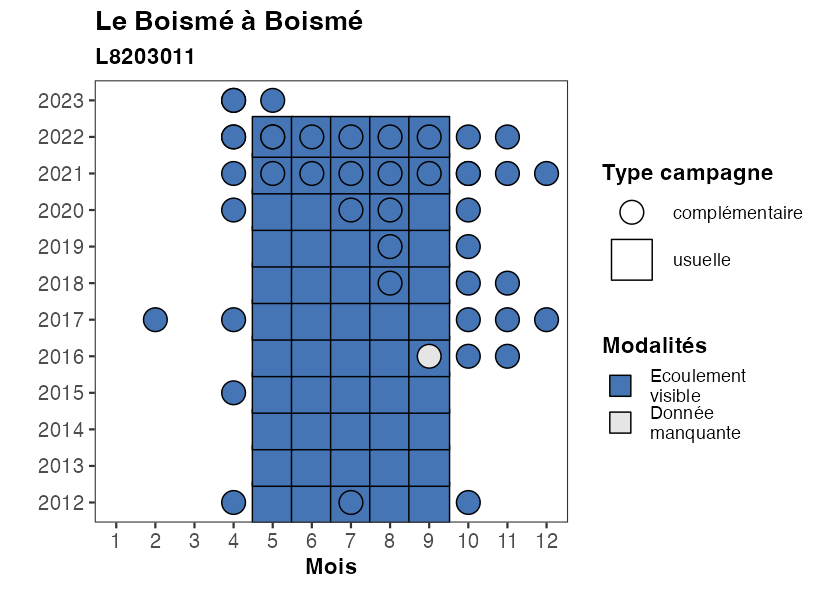 Le Boismé à Boismé
L8203011
2023
2022
2021
2020
2019
2018
2017
2016
2015
2014
2013
2012
1 2 3 4 5 6 7 8 9 10 11 12
Mois
Type campagne
complémentaire
usuelle
Modalités
Ecoulement
visible
Donnée
manquante